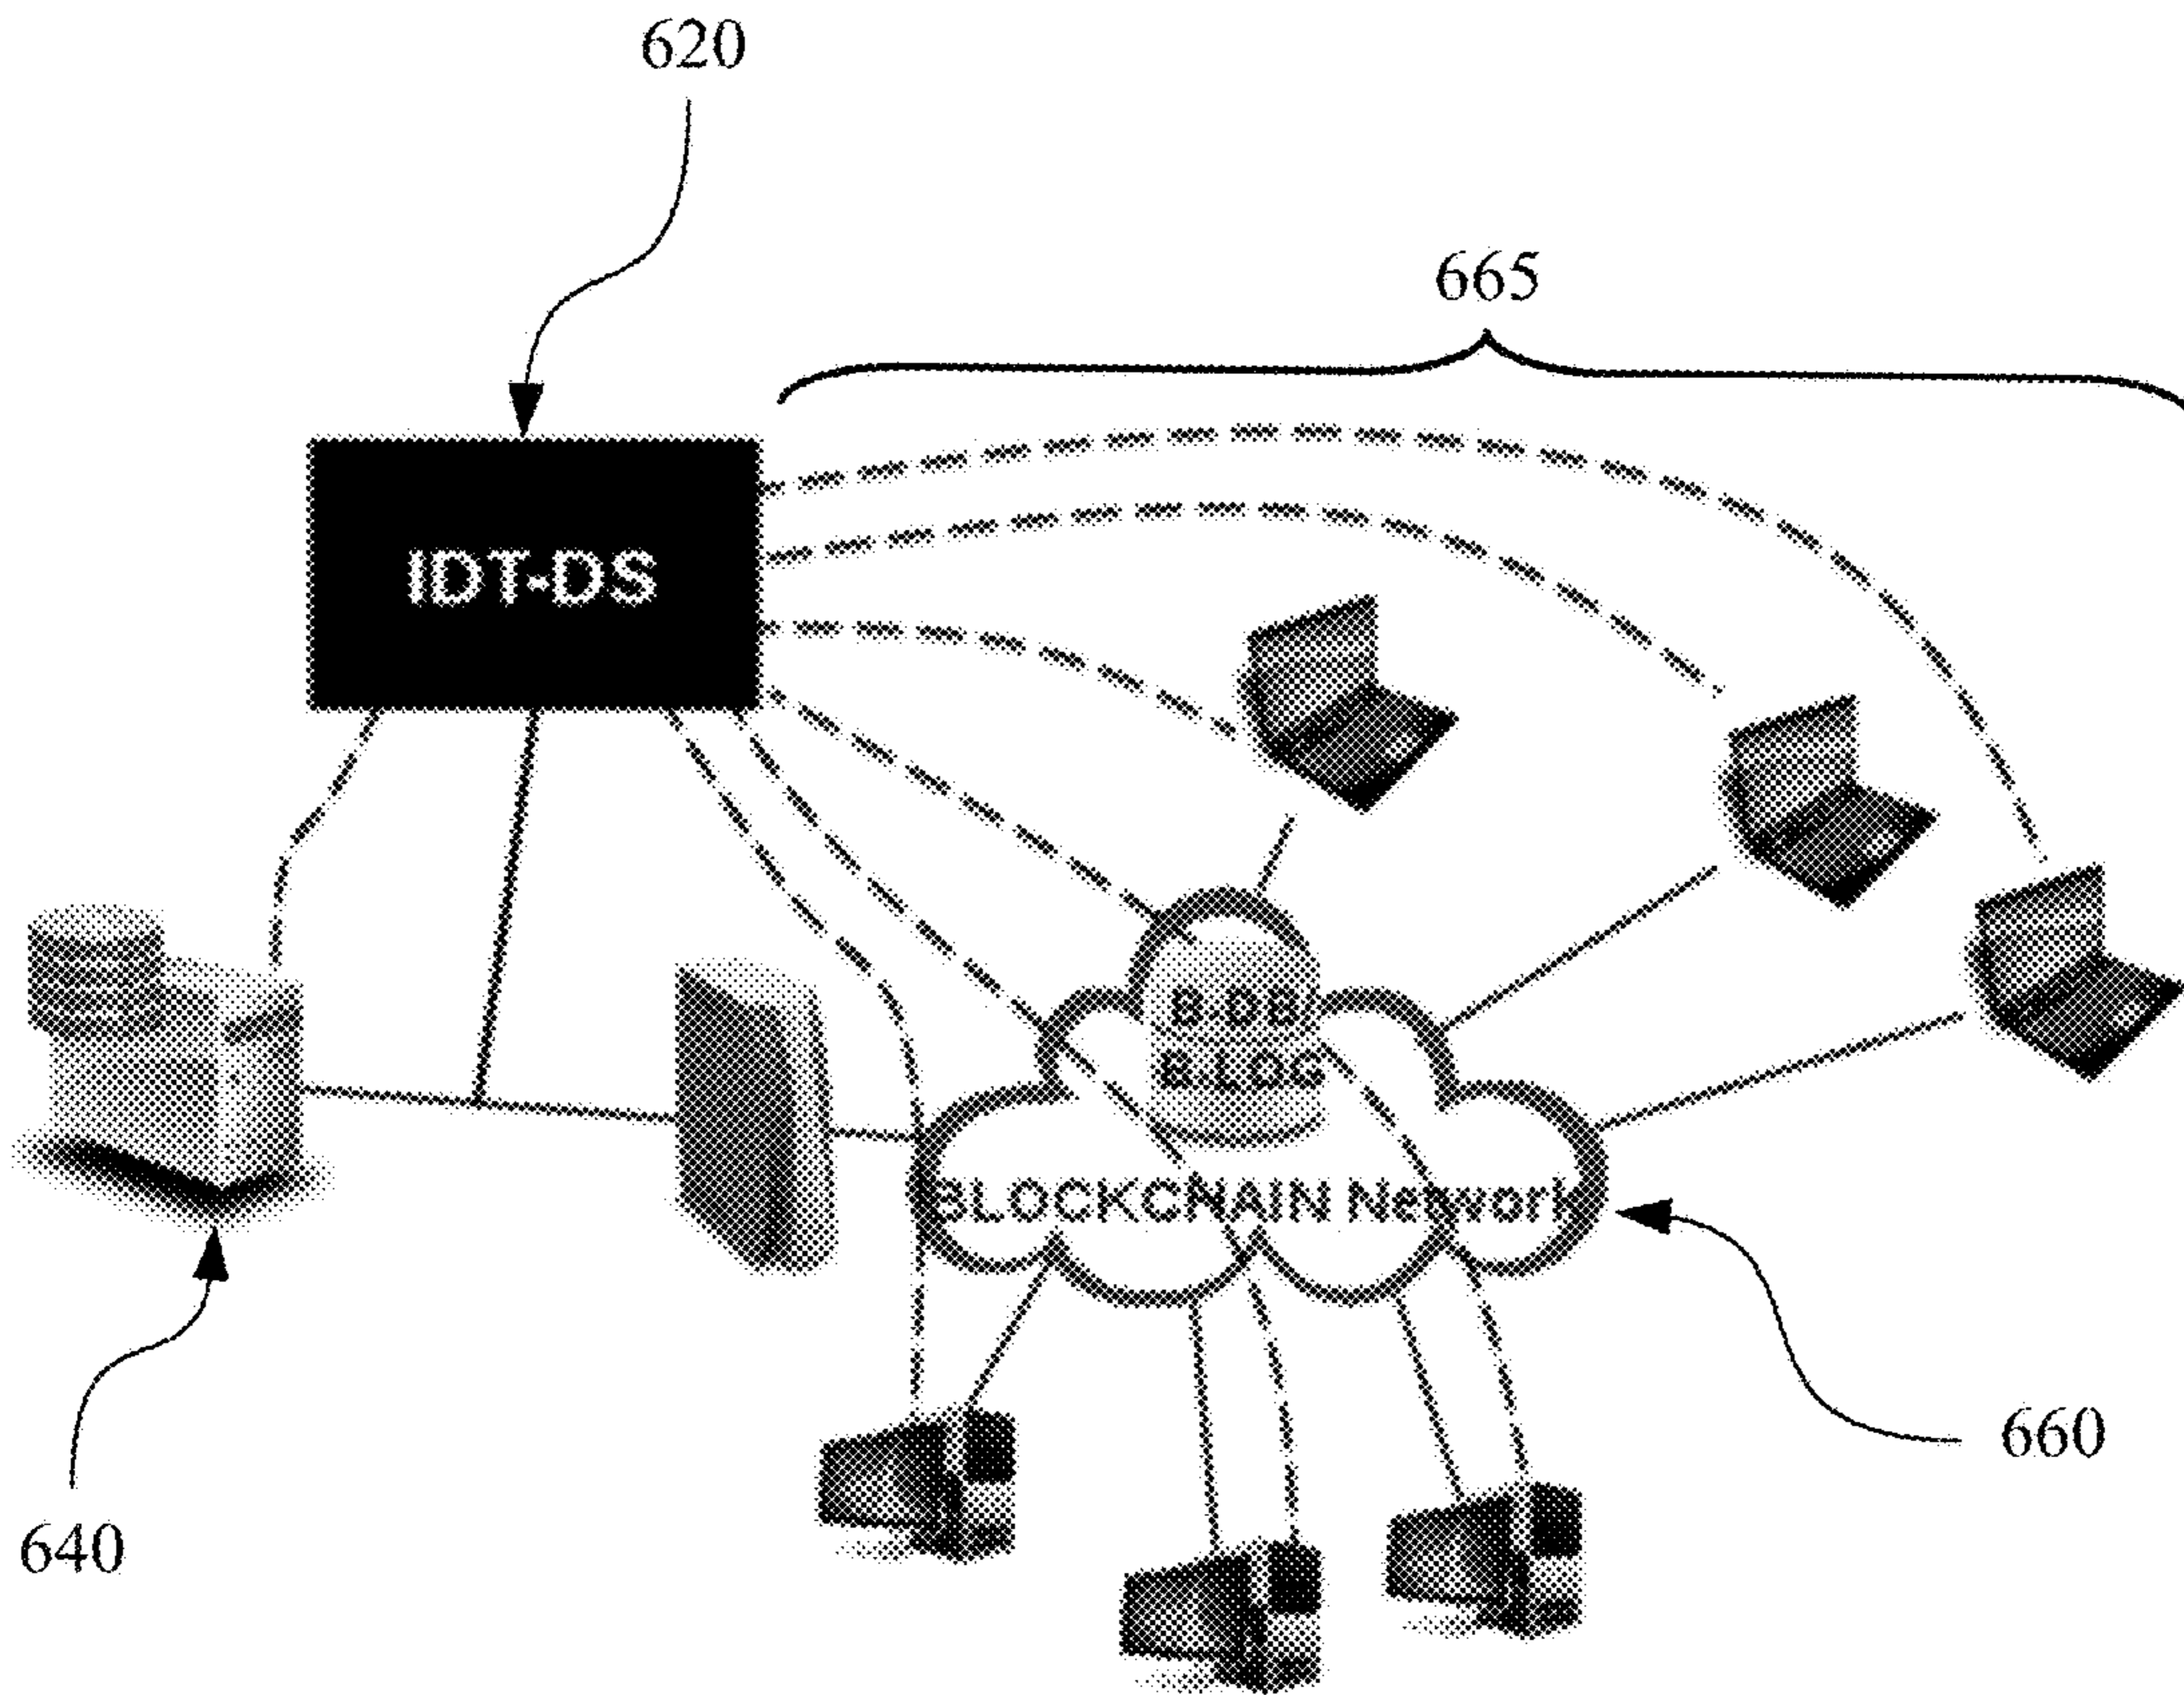 620
665
IDT-DS
B.DB
B.LOG
BLOCKCHAIN Network
660
640